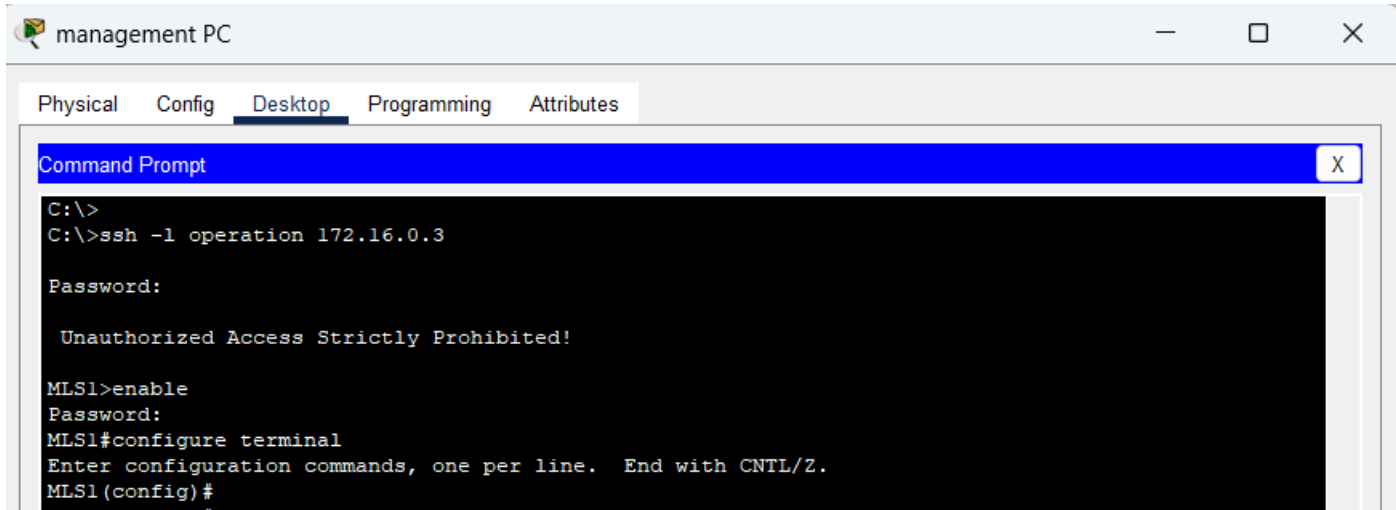 management PC
Physical Config Desktop Programming Attributes
Command Prompt
X
C:\>
C:\>ssh -l operation 172.16.0.3
Password:
Unauthorized Access Strictly Prohibited!
MLS1>enable
Password:
MLS1#configure terminal
Enter configuration commands, one per line.  End with CNTL/Z.
MLS1(config)#